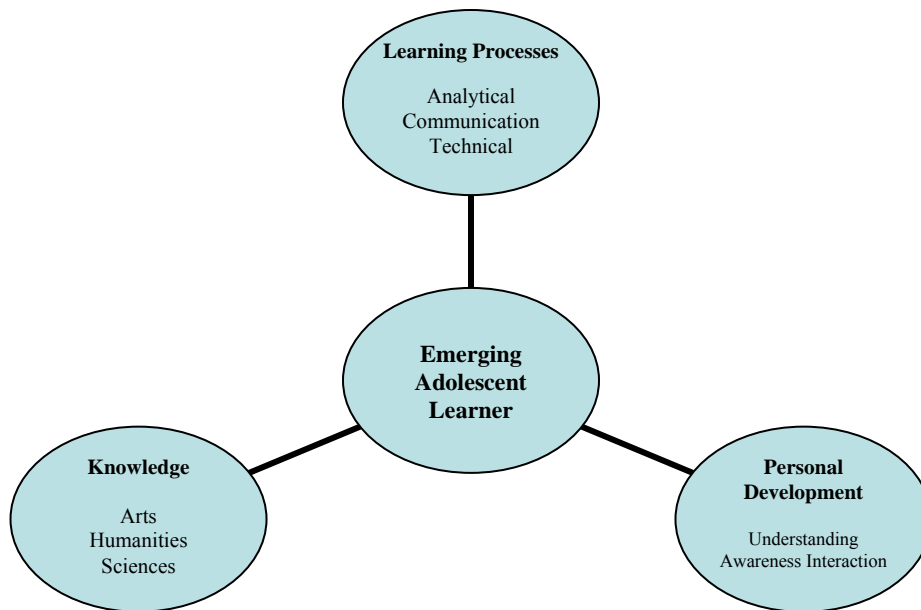 Learning Processes
Analytical
Communication
Technical
Emerging
Adolescent
Learner
Knowledge
Arts
Humanities
Sciences
Personal
Development
Understanding
Awareness Interaction